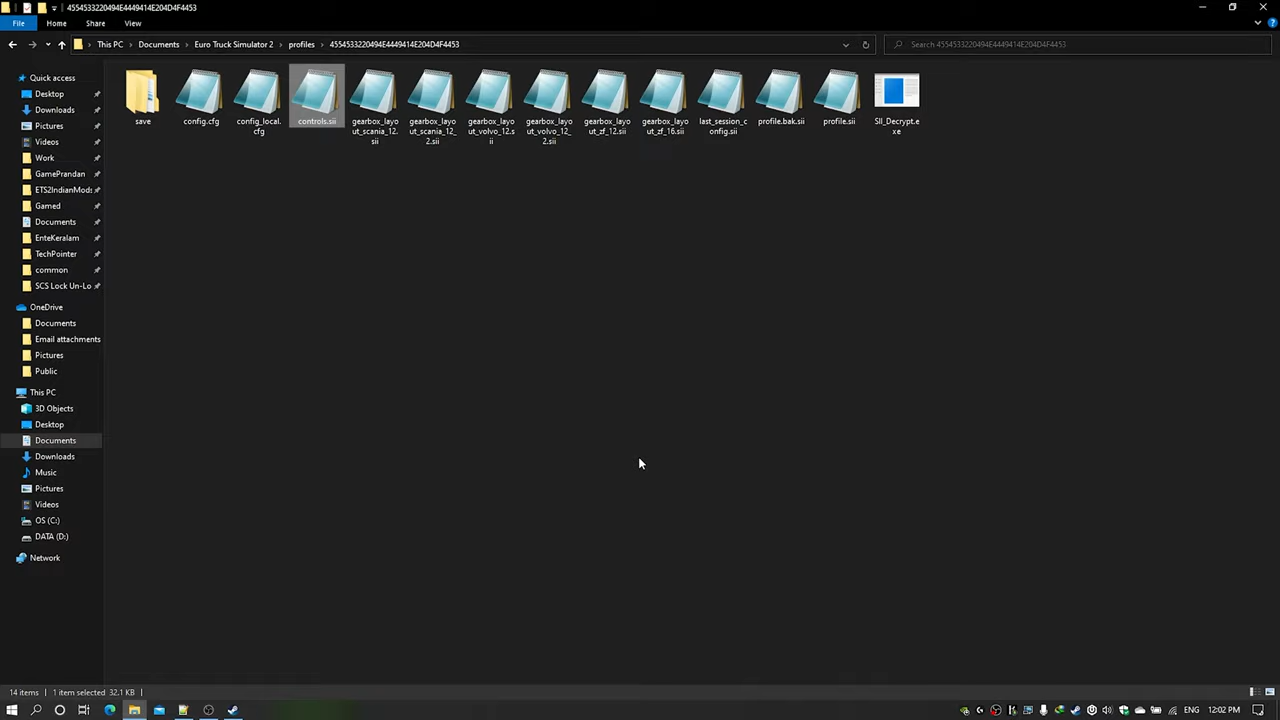 4554533220494E4449414E204D4F4453
File
Home
Share
View
This PC
Documents
Euro Truck Simulator 2
profiles
4554533220494E4449414E204D4F4453
Search 4554533220494E4449414E204D4F4453
Quick access
Desktop
Downloads
Pictures
Videos
Work
GamePrandan
ETS2IndianMods
Gamed
Documents
EnteKeralam
TechPointer
common
SCS Lock Un-Lo
OneDrive
Documents
Email attachments
Pictures
Public
This PC
3D Objects
Desktop
Documents
Downloads
Music
Pictures
Videos
OS (C:)
DATA (D:)
Network
save
config.cfg
config_local.
cfg
controls.sii
gearbox_layo
ut_scania_12.
sii
gearbox_layo
ut_scania_12_
2.sii
gearbox_layo
ut_volvo_12.s
ii
gearbox_layo
ut_volvo_12_
2.sii
gearbox_layo
ut_zf_12.sii
gearbox_layo
ut_zf_16.sii
last_session_c
onfig.sii
profile.bak.sii
profile.sii
SII_Decrypt.e
xe
14 items
1 item selected 32.1 KB
ENG
12:02 PM